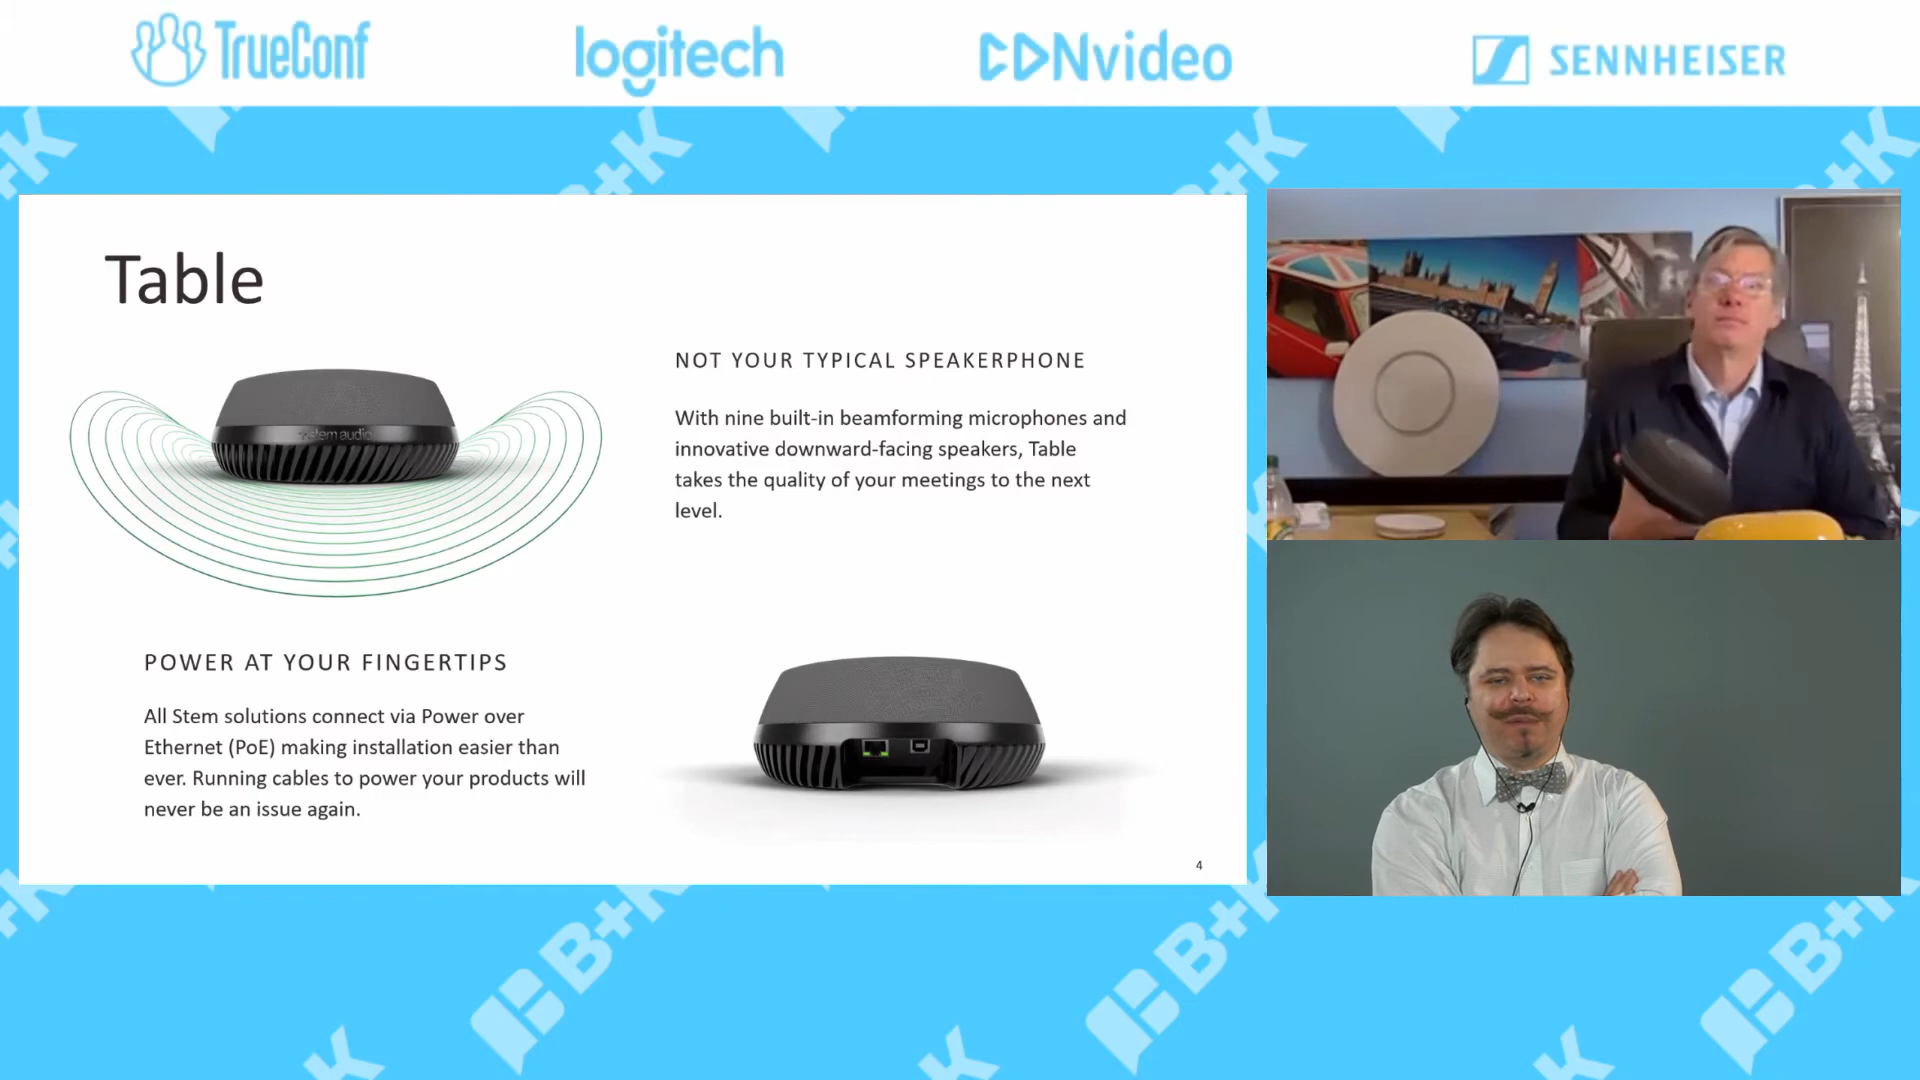 TrueConf
logitech
CDNvideo
SENNHEISER
Table
stem audio
NOT YOUR TYPICAL SPEAKERPHONE
With nine built-in beamforming microphones and
innovative downward-facing speakers, Table
takes the quality of your meetings to the next
level.
POWER AT YOUR FINGERTIPS
All Stem solutions connect via Power over
Ethernet (PoE) making installation easier than
ever. Running cables to power your products will
never be an issue again.
4
B+K
B+K
B+K